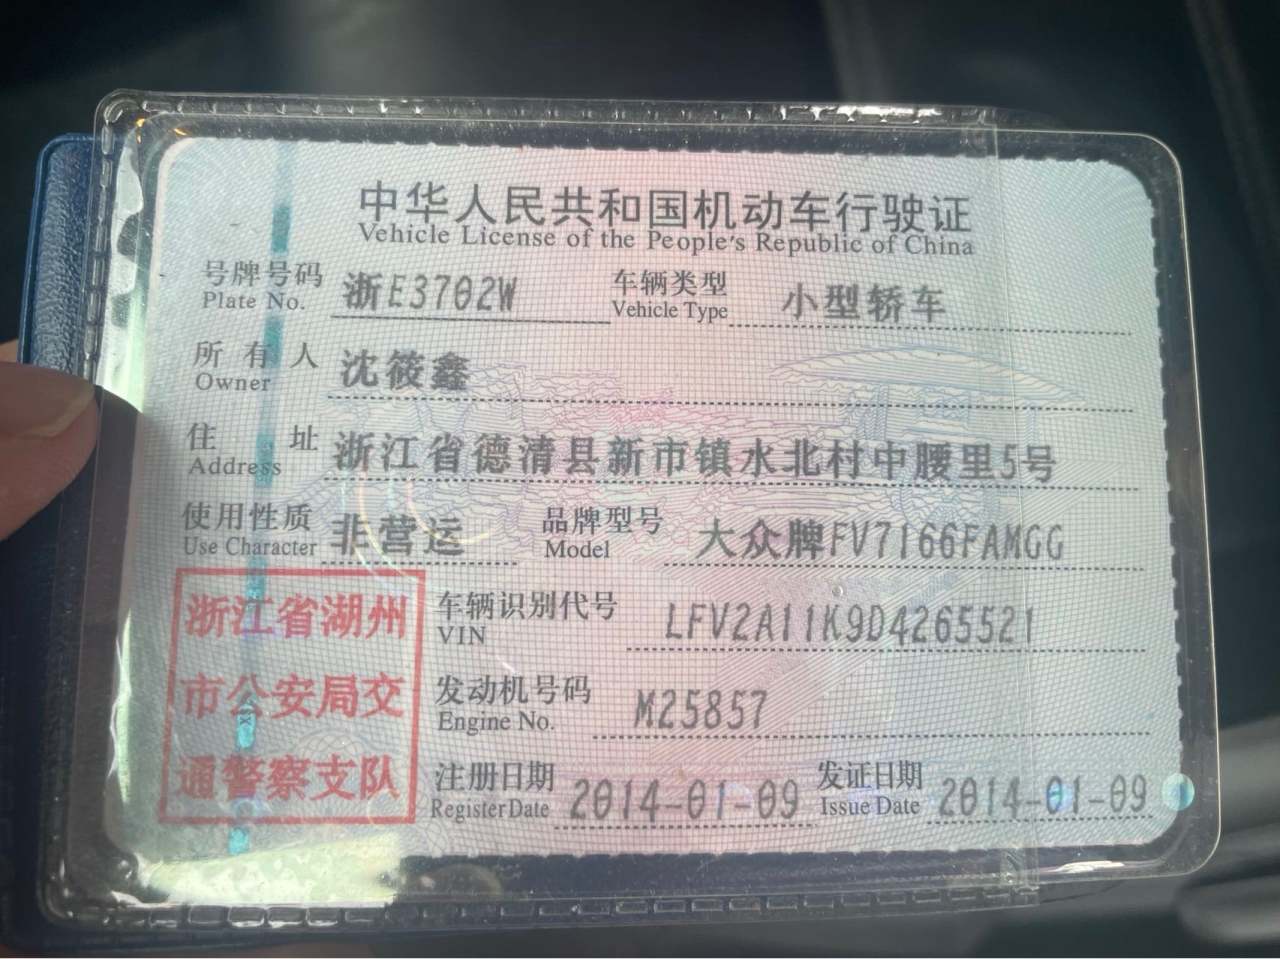 中华人民共和国机动车行驶证
Vehicle License of the People's Republic of China
号牌号码 浙E3702W 车辆类型 小型轿车
Plate No. Vehicle Type
所有人 沈筱鑫
Owner
住址 浙江省德清县新市镇水北村中腰里5号
Address
使用性质 非营运 品牌型号 大众牌FV7166FAMGG
Use Character Model
浙江省湖州
市公安局交
通警察支队
车辆识别代号 LFV2A11K9D4265521
VIN
发动机号码 M25857
Engine No.
注册日期 2014-01-09 发证日期 2014-01-09
Register Date Issue Date